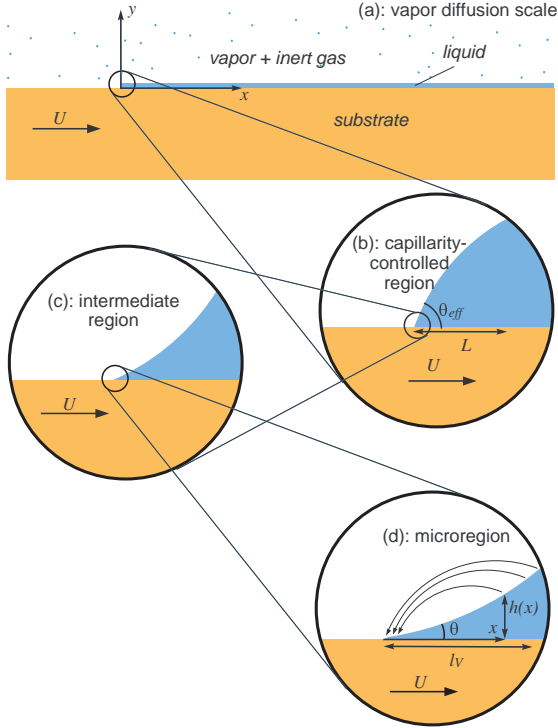 (a): vapor diffusion scale
y
vapor + inert gas
liquid
x
U
substrate
(b): capillarity-
controlled
region
θeff
L
U
(c): intermediate
region
U
(d): microregion
h(x)
θ
x
lV
U